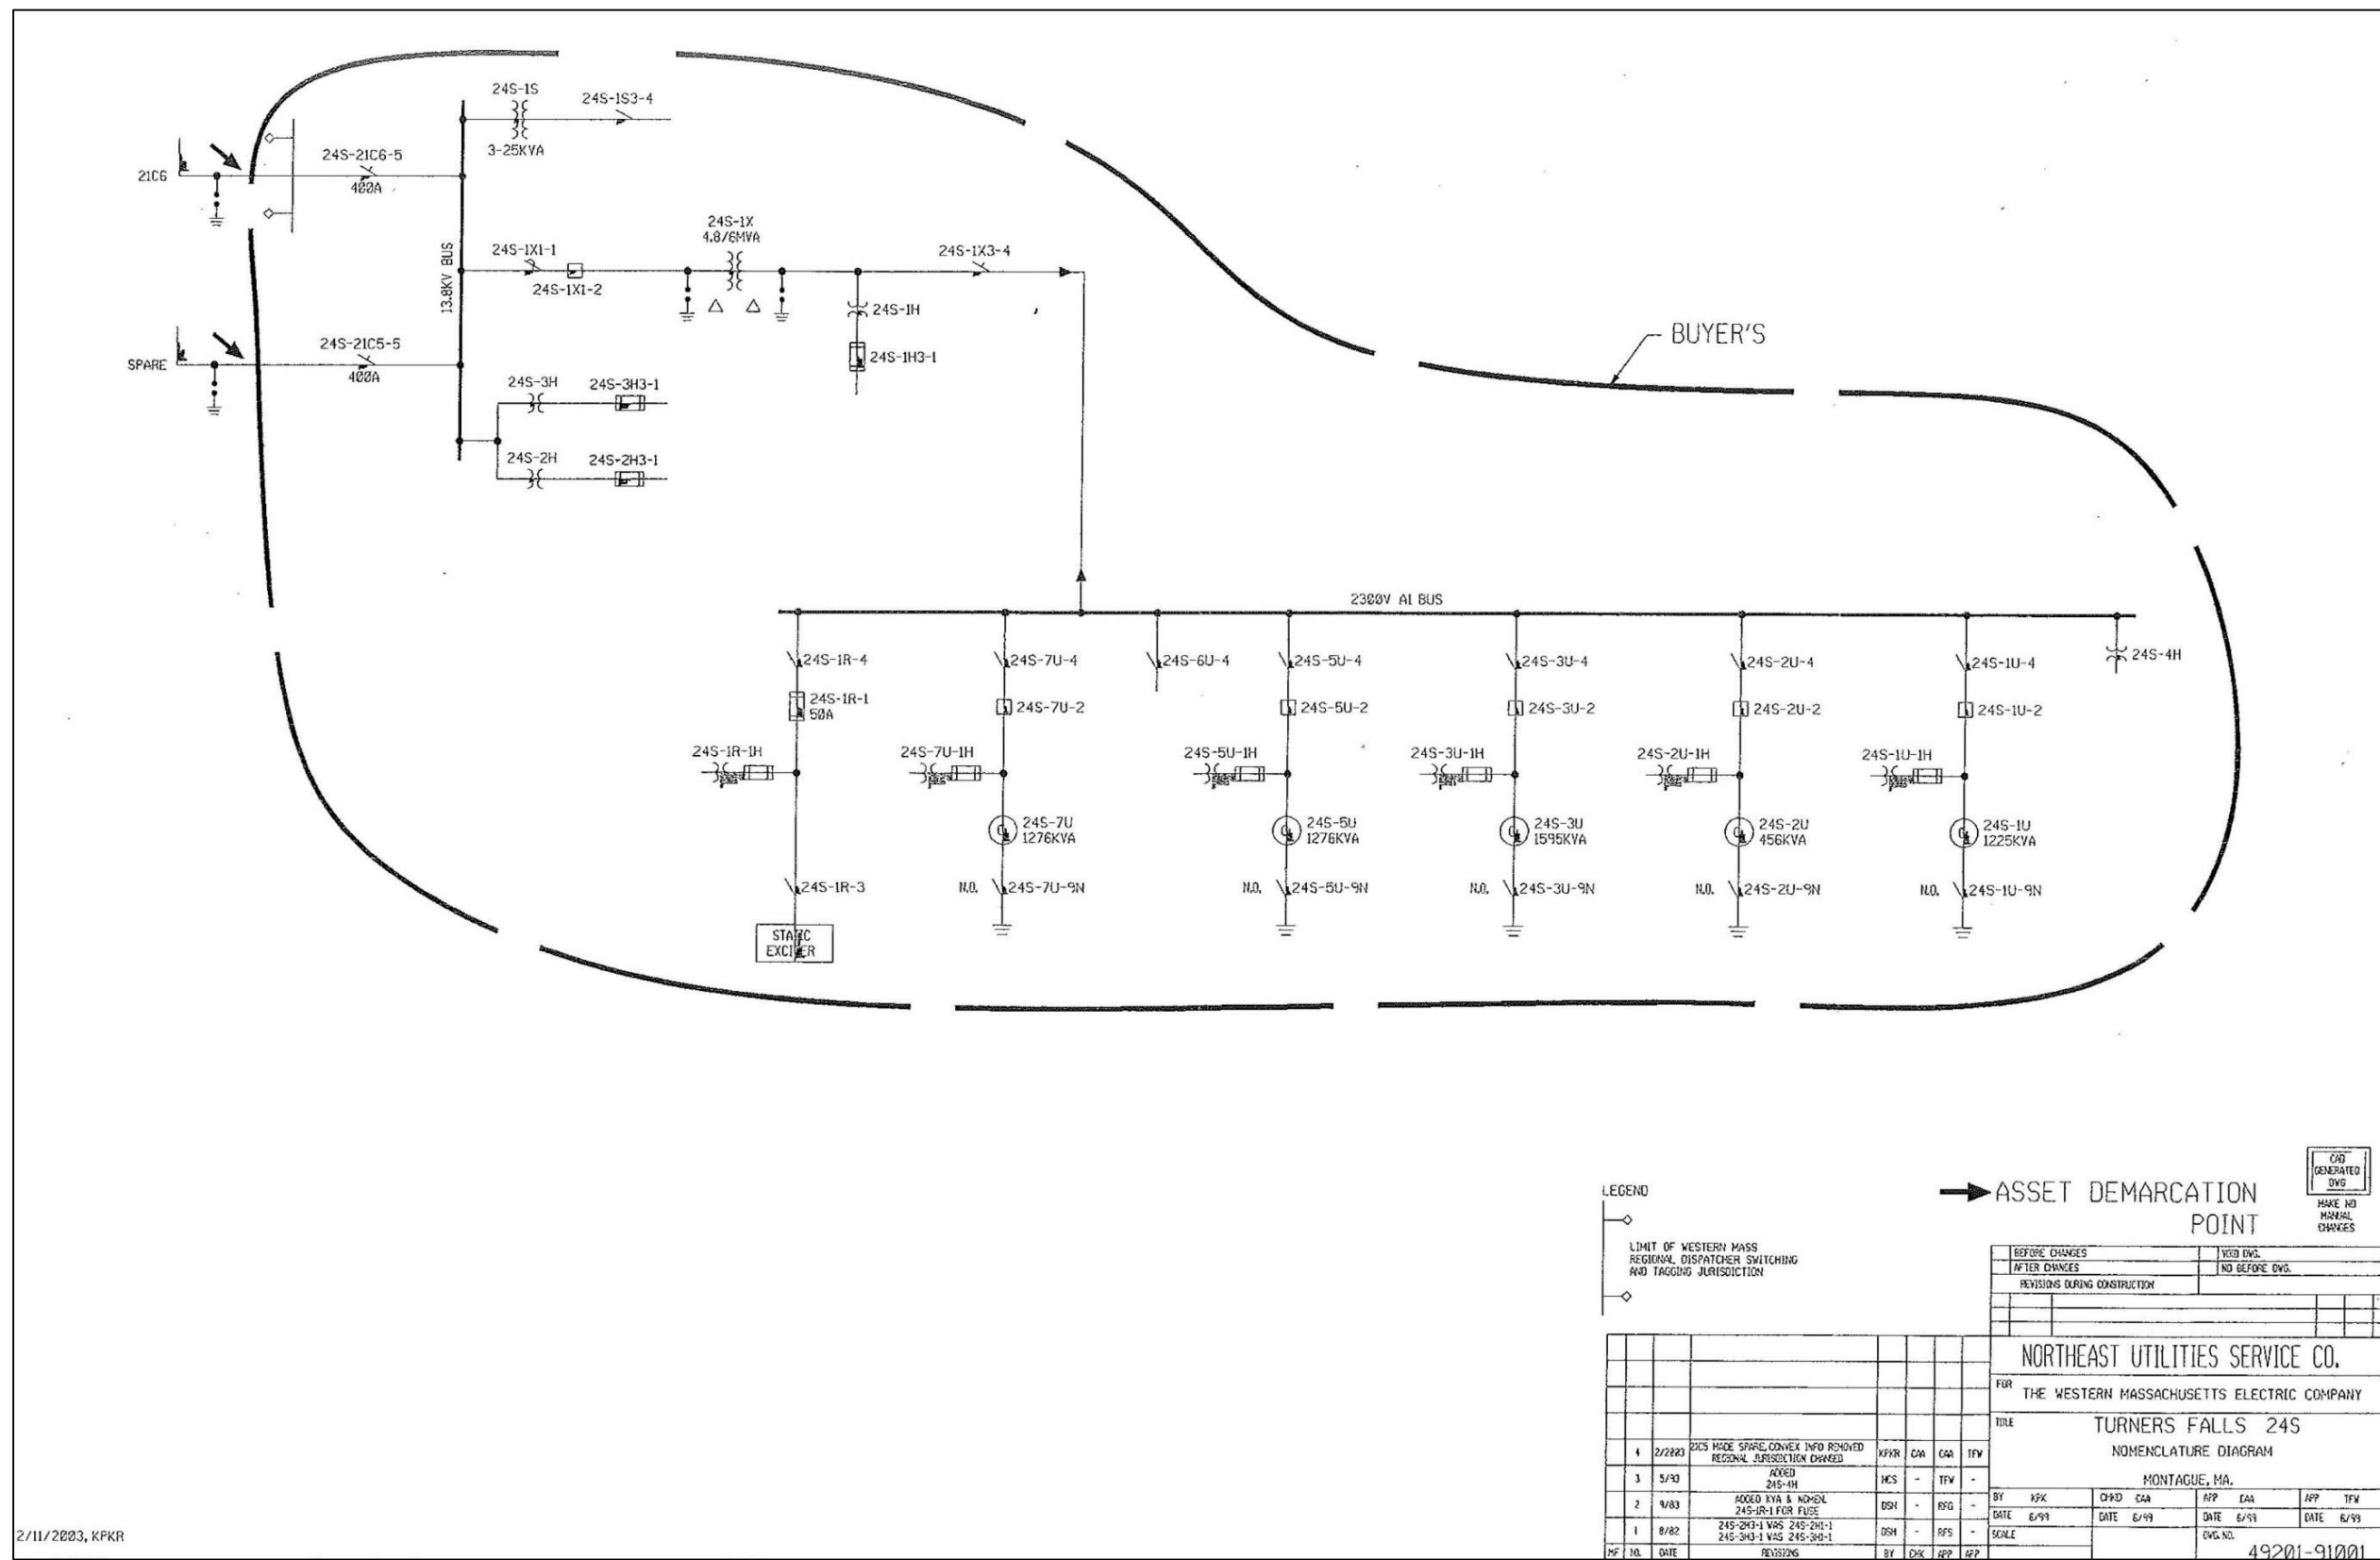 24S-1S
24S-1S3-4
3-25KVA
21C6
24S-21C6-5
400A
13.8KV BUS
24S-1X
4.8/6MVA
24S-1X1-1
24S-1X1-2
24S-1X3-4
24S-1H
24S-1H3-1
SPARE
24S-21C5-5
400A
24S-3H
24S-3H3-1
24S-2H
24S-2H3-1
BUYER'S
2300V A1 BUS
24S-1R-4
24S-7U-4
24S-6U-4
24S-5U-4
24S-3U-4
24S-2U-4
24S-1U-4
24S-4H
24S-1R-1
50A
24S-7U-2
24S-5U-2
24S-3U-2
24S-2U-2
24S-1U-2
24S-1R-1H
24S-7U-1H
24S-5U-1H
24S-3U-1H
24S-2U-1H
24S-1U-1H
24S-7U
1276KVA
24S-5U
1276KVA
24S-3U
1595KVA
24S-2U
456KVA
24S-1U
1225KVA
24S-1R-3
N.O. 24S-7U-9N
N.O. 24S-5U-9N
N.O. 24S-3U-9N
N.O. 24S-2U-9N
N.O. 24S-1U-9N
STATIC
EXCITER
LEGEND
LIMIT OF WESTERN MASS
REGIONAL DISPATCHER SWITCHING
AND TAGGING JURISDICTION
ASSET DEMARCATION
POINT
CAD
GENERATED
DWG
MAKE NO
MANUAL
CHANGES
BEFORE CHANGES VOID DWG.
AFTER CHANGES NO BEFORE DWG.
REVISIONS DURING CONSTRUCTION
NORTHEAST UTILITIES SERVICE CO.
FOR THE WESTERN MASSACHUSETTS ELECTRIC COMPANY
TITLE TURNERS FALLS 24S
NOMENCLATURE DIAGRAM
MONTAGUE, MA.
BY KPK CHKD CAA APP CAA APP TFW
DATE 6/99 DATE 6/99 DATE 6/99 DATE 6/99
SCALE DWG. NO.
49201-91001
4 2/2003 21C5 MADE SPARE, CONVEX INFO REMOVED
REGIONAL JURISDICTION CHANGED KPKR CAA CAA TFW
3 5/93 ADDED
24S-4H HCS - TFW -
2 9/83 ADDED KVA & NOMEN.
24S-1R-1 FOR FUSE DSH - RFG -
1 8/82 24S-2H3-1 WAS 24S-2H1-1
24S-3H3-1 WAS 24S-3H1-1 DSH - RFS -
MF NO. DATE REVISIONS BY CHK APP APP
2/11/2003, KPKR